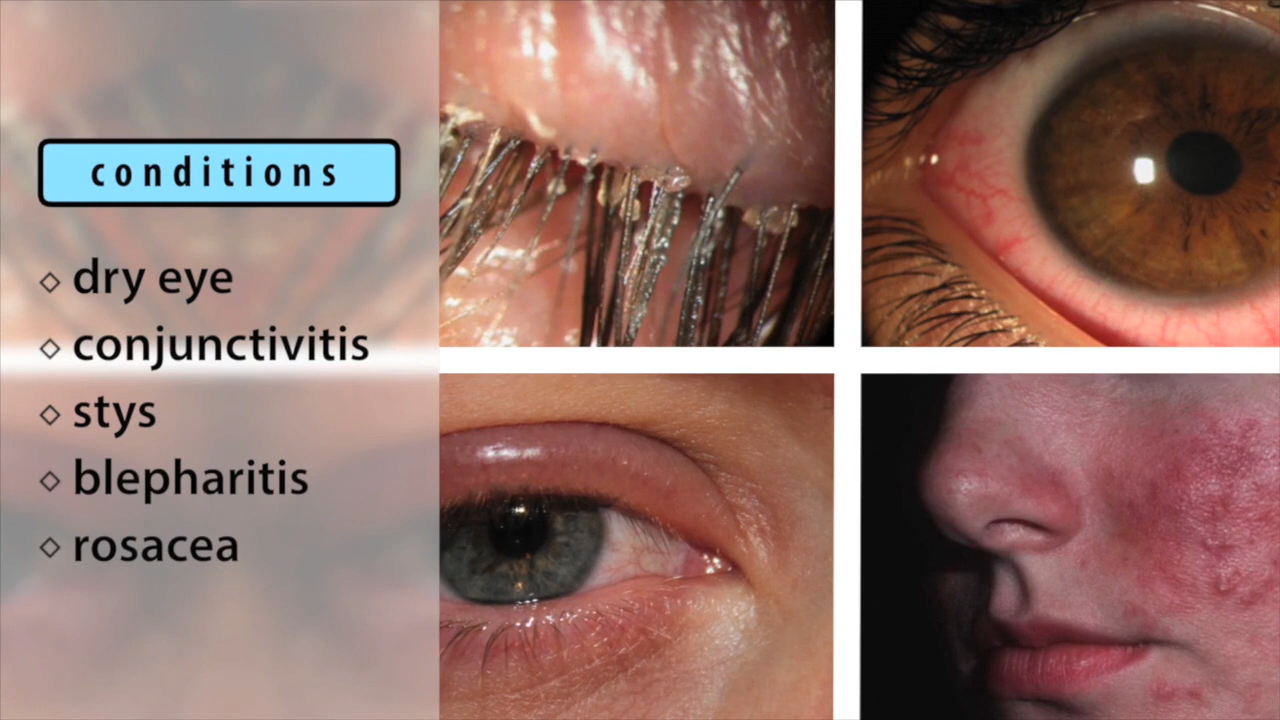 conditions
◇ dry eye
◇ conjunctivitis
◇ stys
◇ blepharitis
◇ rosacea